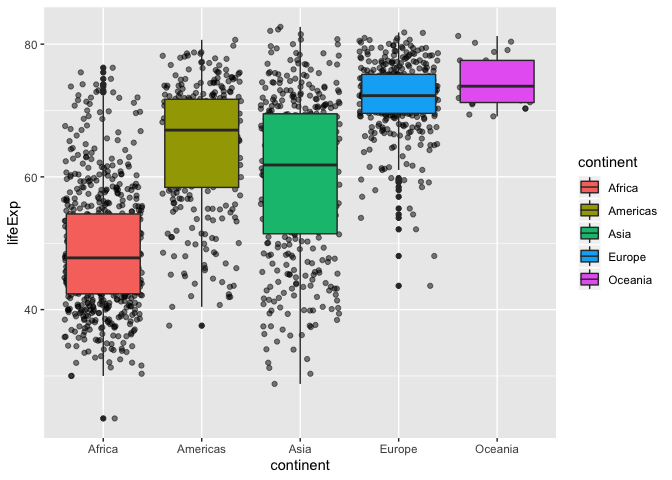 80
60
40
lifeExp
Africa
Americas
Asia
Europe
Oceania
continent
continent
Africa
Americas
Asia
Europe
Oceania